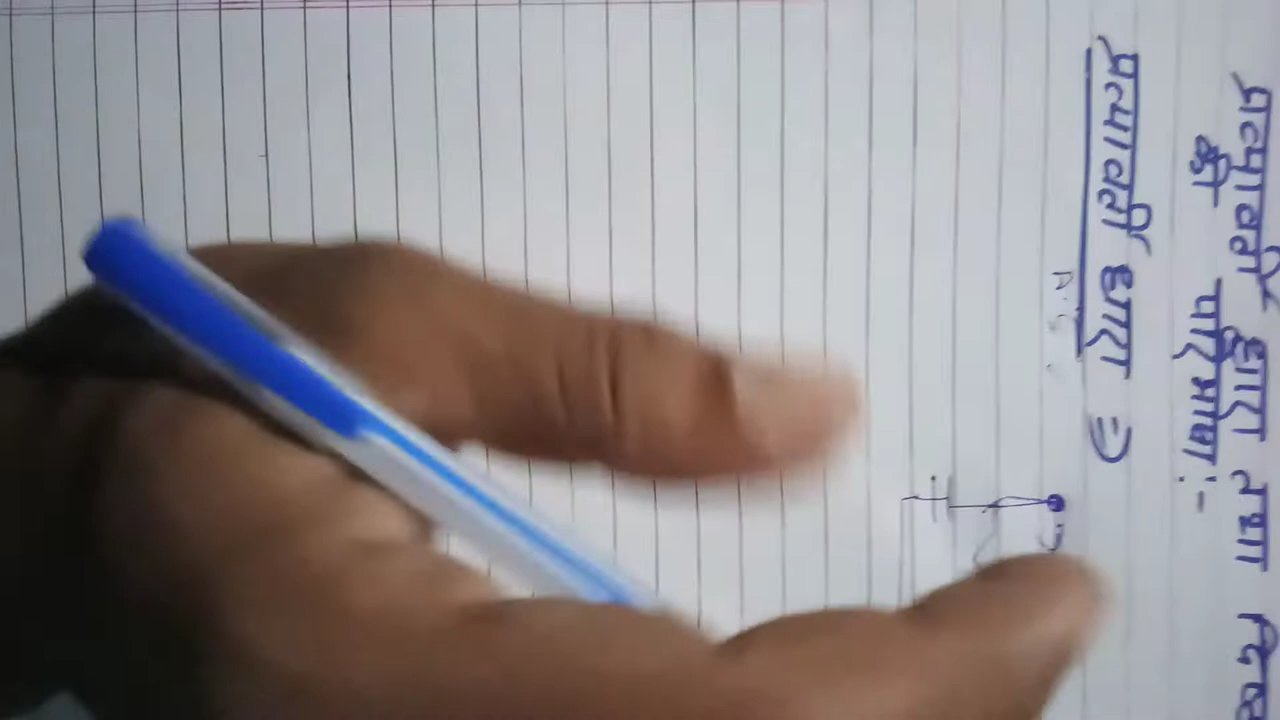 प्रत्यावर्ती धारा तथा
की परिभाषा :-
प्रत्यावर्ती धारा ⇒